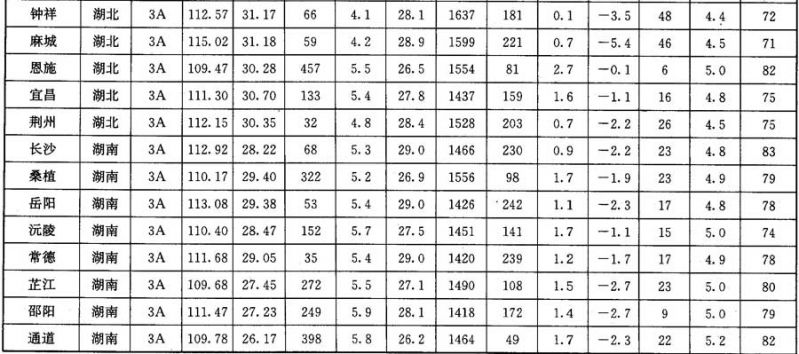 钟祥 湖北 3A 112.57 31.17 66 4.1 28.1 1637 181 0.1 −3.5 48 4.4 72
麻城 湖北 3A 115.02 31.18 59 4.2 28.9 1599 221 0.7 −5.4 46 4.5 71
恩施 湖北 3A 109.47 30.28 457 5.5 26.5 1554 81 2.7 −0.1 6 5.0 82
宜昌 湖北 3A 111.30 30.70 133 5.4 27.8 1437 159 1.6 −1.1 16 4.8 75
荆州 湖北 3A 112.15 30.35 32 4.8 28.4 1528 203 0.7 −2.2 26 4.5 75
长沙 湖南 3A 112.92 28.22 68 5.3 29.0 1466 230 0.9 −2.2 23 4.8 83
桑植 湖南 3A 110.17 29.40 322 5.2 26.9 1556 98 1.7 −1.9 23 4.9 79
岳阳 湖南 3A 113.08 29.38 53 5.4 29.0 1426 242 1.1 −2.3 17 4.8 78
沅陵 湖南 3A 110.40 28.47 152 5.7 27.5 1451 141 1.7 −1.1 15 5.0 74
常德 湖南 3A 111.68 29.05 35 5.4 29.0 1420 239 1.2 −1.7 17 4.9 78
芷江 湖南 3A 109.68 27.45 272 5.5 27.1 1490 108 1.5 −2.7 23 5.0 80
邵阳 湖南 3A 111.47 27.23 249 5.9 28.1 1418 172 1.4 −2.7 9 5.0 79
通道 湖南 3A 109.78 26.17 398 5.8 26.2 1464 49 1.7 −2.3 22 5.2 82